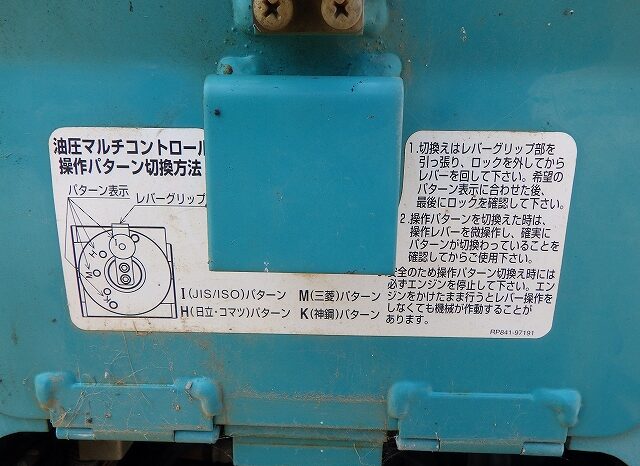 油圧マルチコントロール
操作パターン切換方法
パターン表示
レバーグリップ
M H I K
I (JIS/ISO)パターン M (三菱)パターン
H (日立・コマツ)パターン K (神鋼)パターン
1.切換えはレバーグリップ部を
引っ張り、ロックを外してから
レバーを回して下さい。希望の
パターン表示に合わせた後、
最後にロックを確認して下さい。
2.操作パターンを切換えた時は、
操作レバーを微操作し、確実に
パターンが切換わっていることを
確認してからご使用下さい。
安全のため操作パターン切換え時には
必ずエンジンを停止して下さい。エン
ジンをかけたまま行うとレバー操作を
しなくても機械が作動することが
あります。
RP841-97191